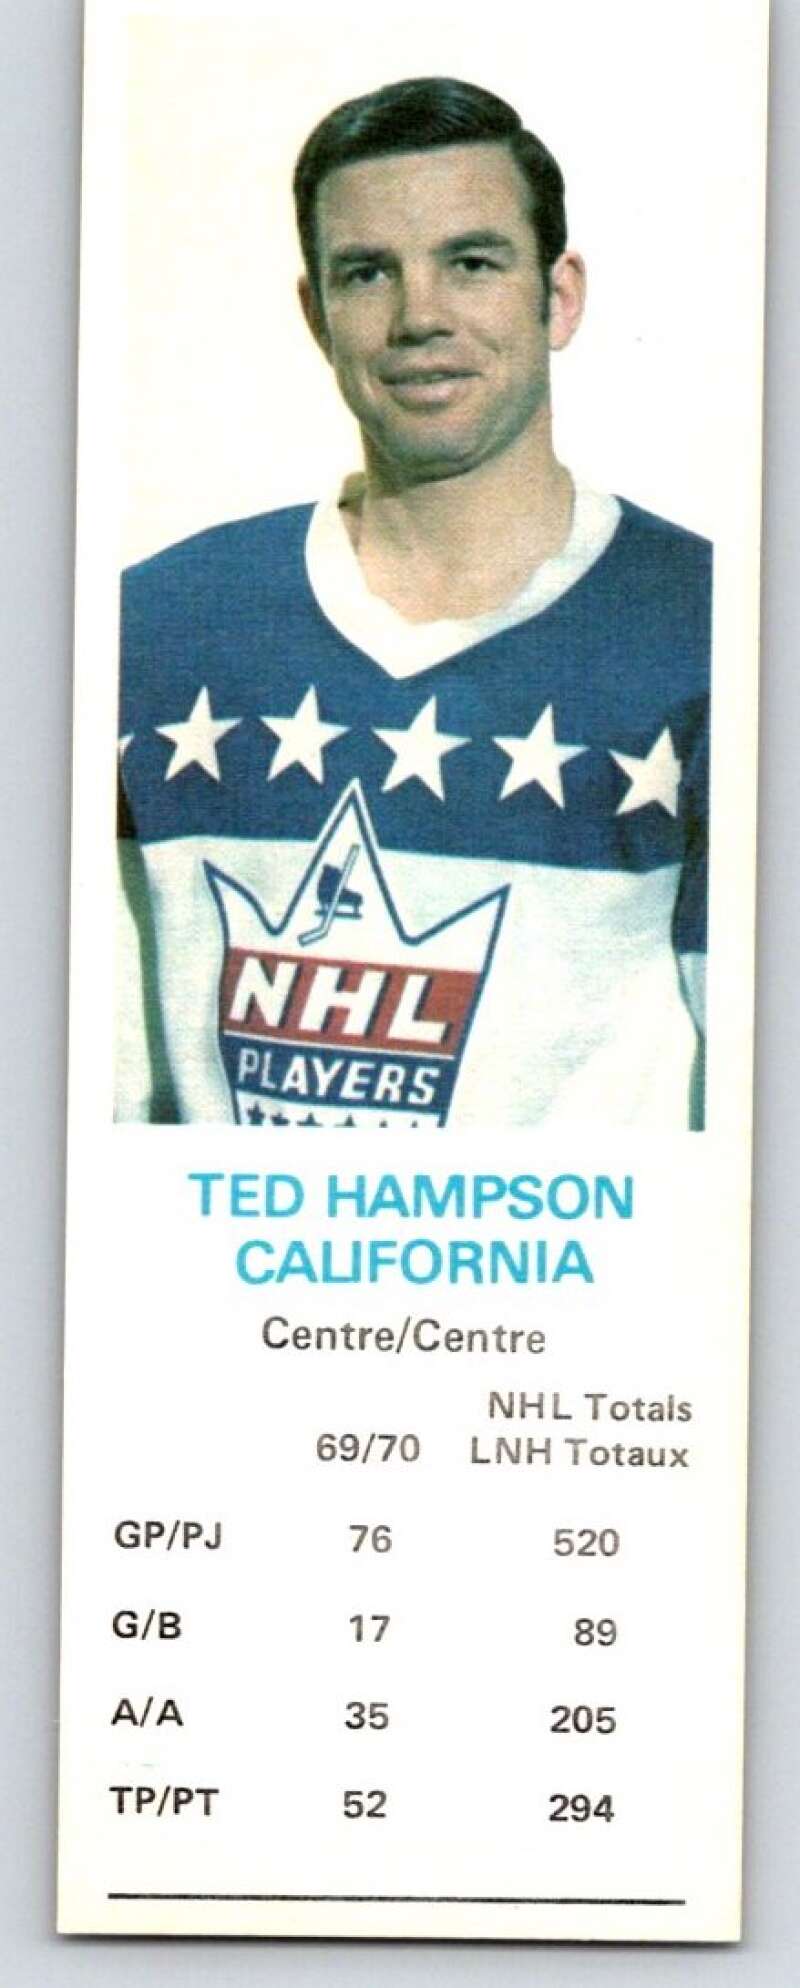 NHL
PLAYERS
TED HAMPSON
CALIFORNIA
Centre/Centre
NHL Totals
69/70 LNH Totaux
GP/PJ 76 520
G/B 17 89
A/A 35 205
TP/PT 52 294